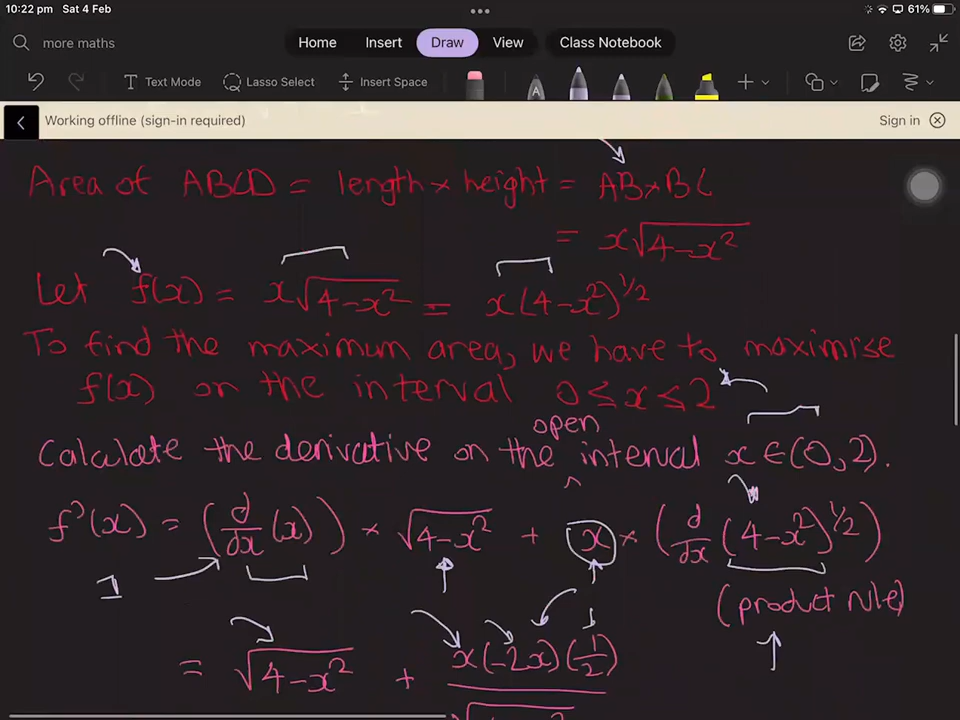 10:22 pm Sat 4 Feb 61%
more maths Home Insert Draw View Class Notebook
Text Mode Lasso Select Insert Space A
Working offline (sign-in required) Sign in
Area of ABCD = length × height = AB × BC
= x√(4-x²)
Let f(x) = x√(4-x²) = x(4-x²)^1/2
To find the maximum area, we have to maximise
f(x) on the interval 0 ≤ x ≤ 2
Calculate the derivative on the ^open interval x ∈ (0, 2).
f'(x) = (d/dx (x)) × √(4-x²) + x × (d/dx (4-x²)^1/2)
1
(product rule)
= √(4-x²) + x(-2x)(1/2)